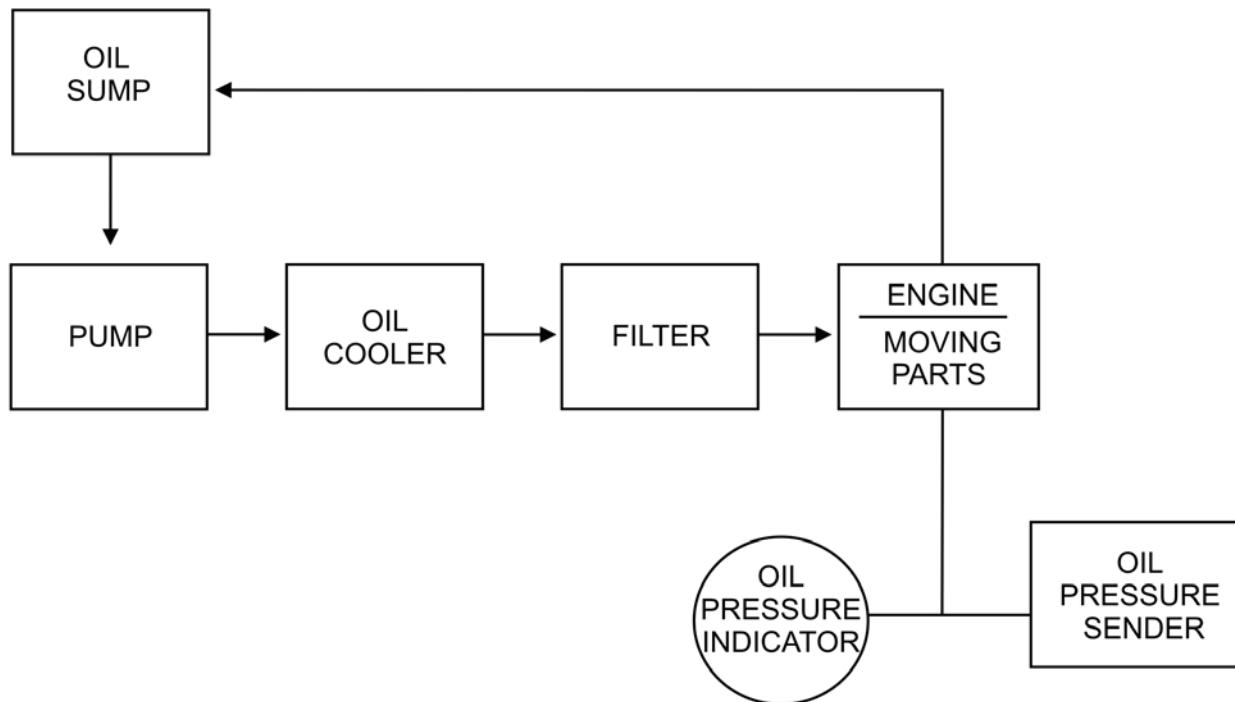 OIL
SUMP
PUMP
OIL
COOLER
FILTER
ENGINE
MOVING
PARTS
OIL
PRESSURE
INDICATOR
OIL
PRESSURE
SENDER